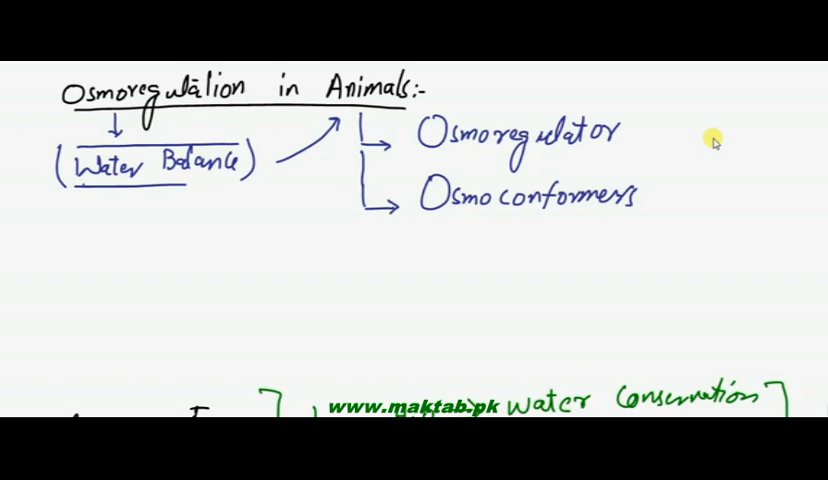 Osmoregulation in Animals:-
Osmoregulator
(Water Balance)
Osmoconformers
water Conservation
www.maktab.pk